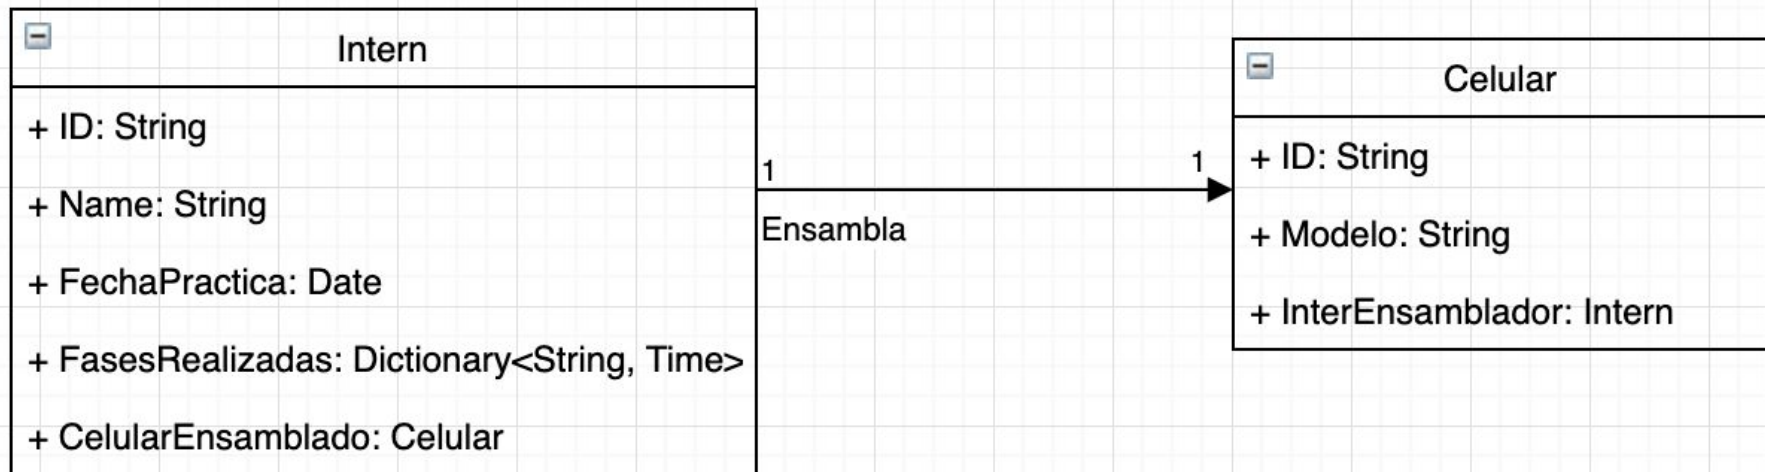 Intern
+ ID: String
+ Name: String
+ FechaPractica: Date
+ FasesRealizadas: Dictionary<String, Time>
+ CelularEnsamblado: Celular
1
1
Ensambla
Celular
+ ID: String
+ Modelo: String
+ InterEnsamblador: Intern